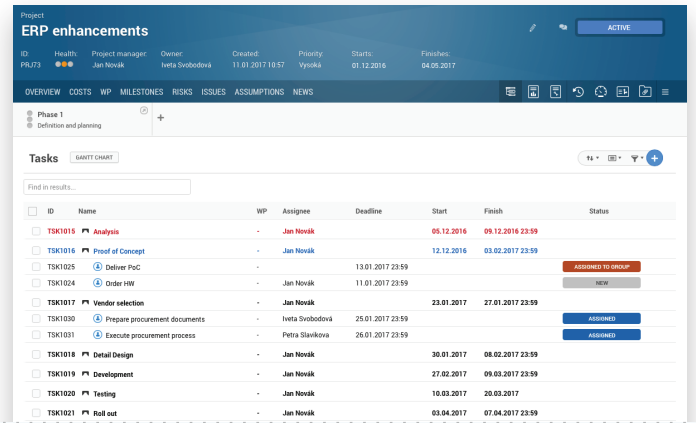 Project
ERP enhancements
ACTIVE
ID: Health: Project manager: Owner: Created: Priority: Starts: Finishes:
PRJ73 Jan Novák Iveta Svobodová 11.01.2017 10:57 Vysoká 01.12.2016 04.05.2017
OVERVIEW COSTS WP MILESTONES RISKS ISSUES ASSUMPTIONS NEWS
Phase 1
Definition and planning
+
Tasks GANTT CHART
Find in results...
ID Name WP Assignee Deadline Start Finish Status
TSK1015 Analysis - Jan Novák 05.12.2016 09.12.2016 23:59
TSK1016 Proof of Concept - Jan Novák 12.12.2016 03.02.2017 23:59
TSK1025 Deliver PoC - 13.01.2017 23:59 ASSIGNED TO GROUP
TSK1024 Order HW - Jan Novák 11.01.2017 23:59 NEW
TSK1017 Vendor selection - Jan Novák 23.01.2017 27.01.2017 23:59
TSK1030 Prepare procurement documents - Iveta Svobodová 25.01.2017 23:59 ASSIGNED
TSK1031 Execute procurement process - Petra Slavikova 26.01.2017 23:59 ASSIGNED
TSK1018 Detail Design - Jan Novák 30.01.2017 08.02.2017 23:59
TSK1019 Development - Jan Novák 27.02.2017 09.03.2017 23:59
TSK1020 Testing - Jan Novák 10.03.2017 20.03.2017
TSK1021 Roll out - Jan Novák 03.04.2017 07.04.2017 23:59